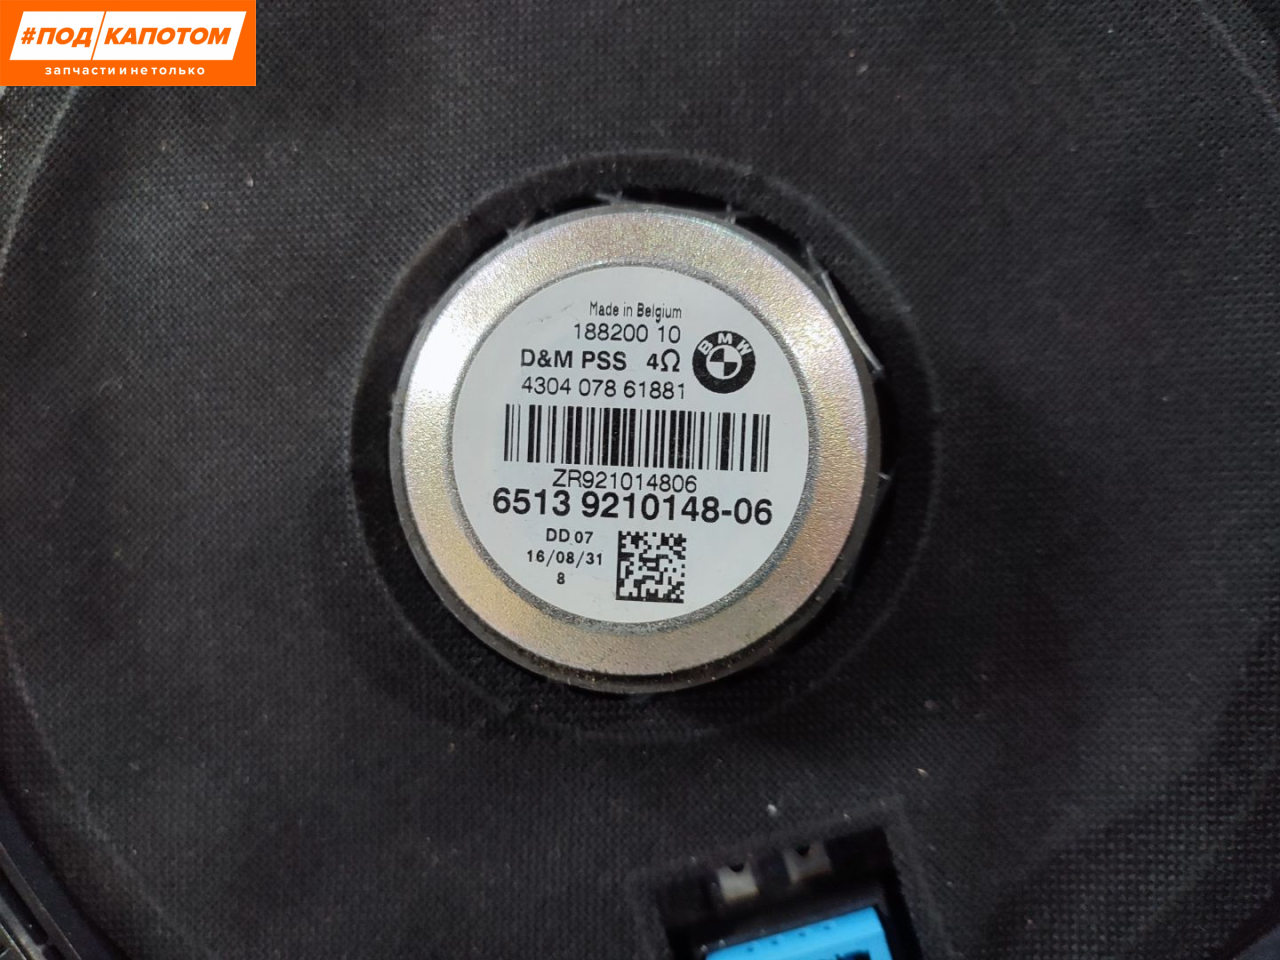 #ПОД КАПОТОМ
запчасти и не только
Made in Belgium
188200 10
D&M PSS 4Ω
4304 078 61881
BMW
ZR921014806
6513 9210148-06
DD 07
16/08/31
8